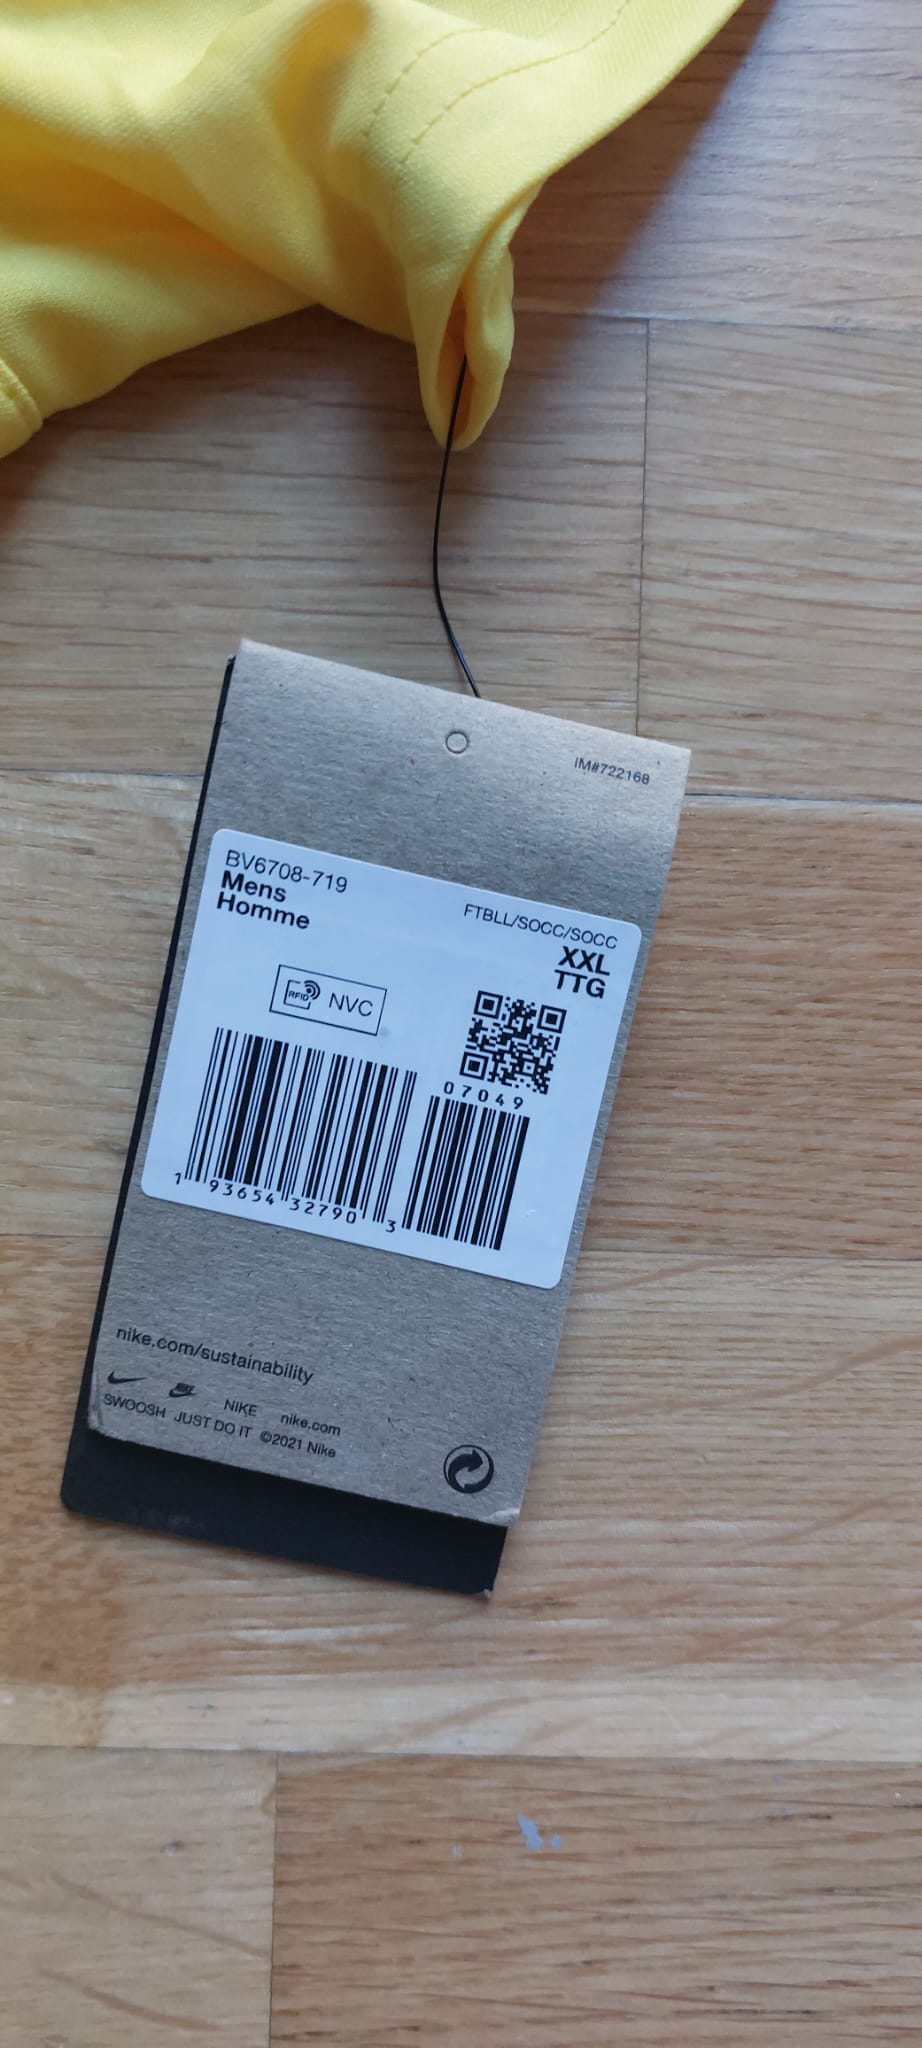 IM#722168
BV6708-719
Mens
Homme
FTBLL/SOCC/SOCC
XXL
TTG
RFID NVC
07049
1 93654 32790 3
nike.com/sustainability
NIKE NIKE nike.com
SWOOSH JUST DO IT ©2021 Nike